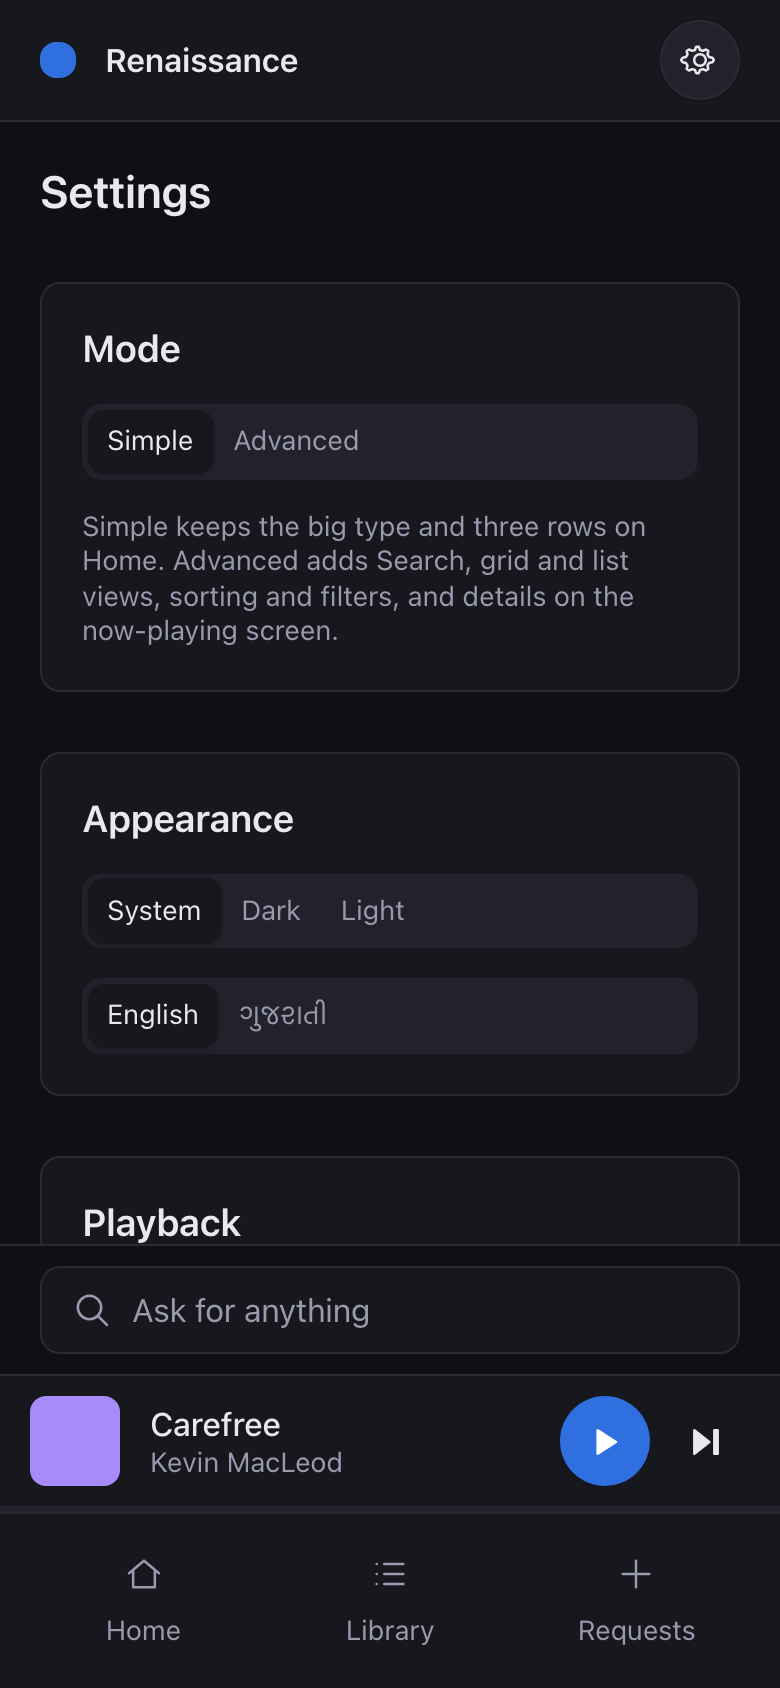 Renaissance
Settings
Mode
Simple
Advanced
Simple keeps the big type and three rows on
Home. Advanced adds Search, grid and list
views, sorting and filters, and details on the
now-playing screen.
Appearance
System
Dark
Light
English
ગુજરાતી
Playback
Ask for anything
Carefree
Kevin MacLeod
Home
Library
Requests